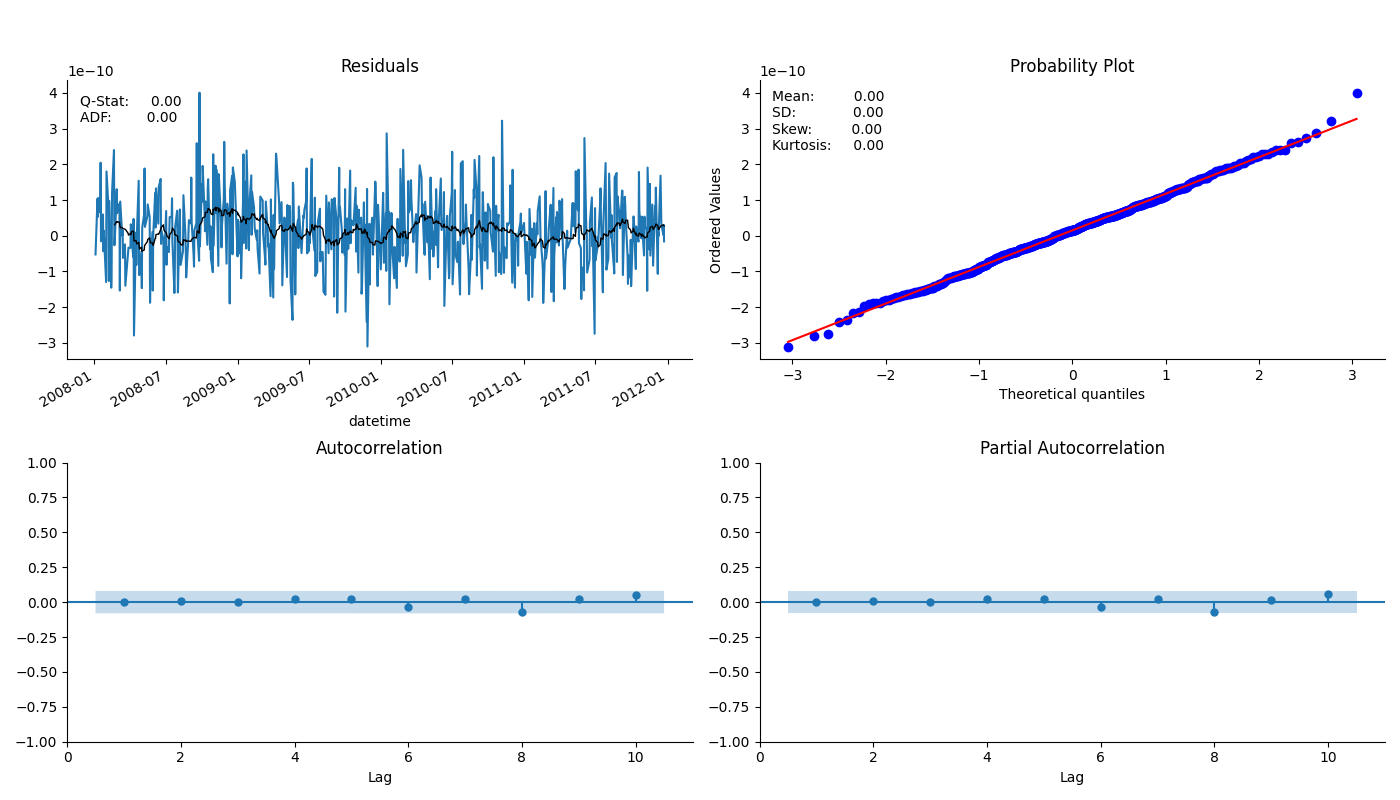 Residuals
1e−10
Q-Stat: 0.00
ADF: 0.00
4
3
2
1
0
−1
−2
−3
2008-01
2008-07
2009-01
2009-07
2010-01
2010-07
2011-01
2011-07
2012-01
datetime
Probability Plot
1e−10
Mean: 0.00
SD: 0.00
Skew: 0.00
Kurtosis: 0.00
Ordered Values
4
3
2
1
0
−1
−2
−3
−3 −2 −1 0 1 2 3
Theoretical quantiles
Autocorrelation
1.00
0.75
0.50
0.25
0.00
−0.25
−0.50
−0.75
−1.00
0 2 4 6 8 10
Lag
Partial Autocorrelation
1.00
0.75
0.50
0.25
0.00
−0.25
−0.50
−0.75
−1.00
0 2 4 6 8 10
Lag